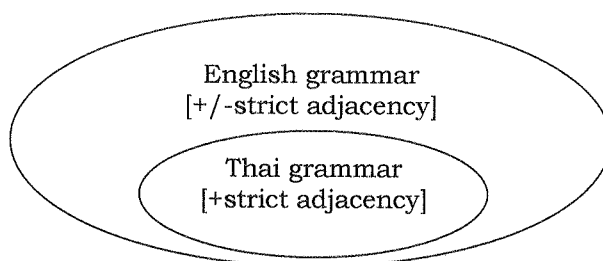 English grammar
[+/-strict adjacency]
Thai grammar
[+strict adjacency]